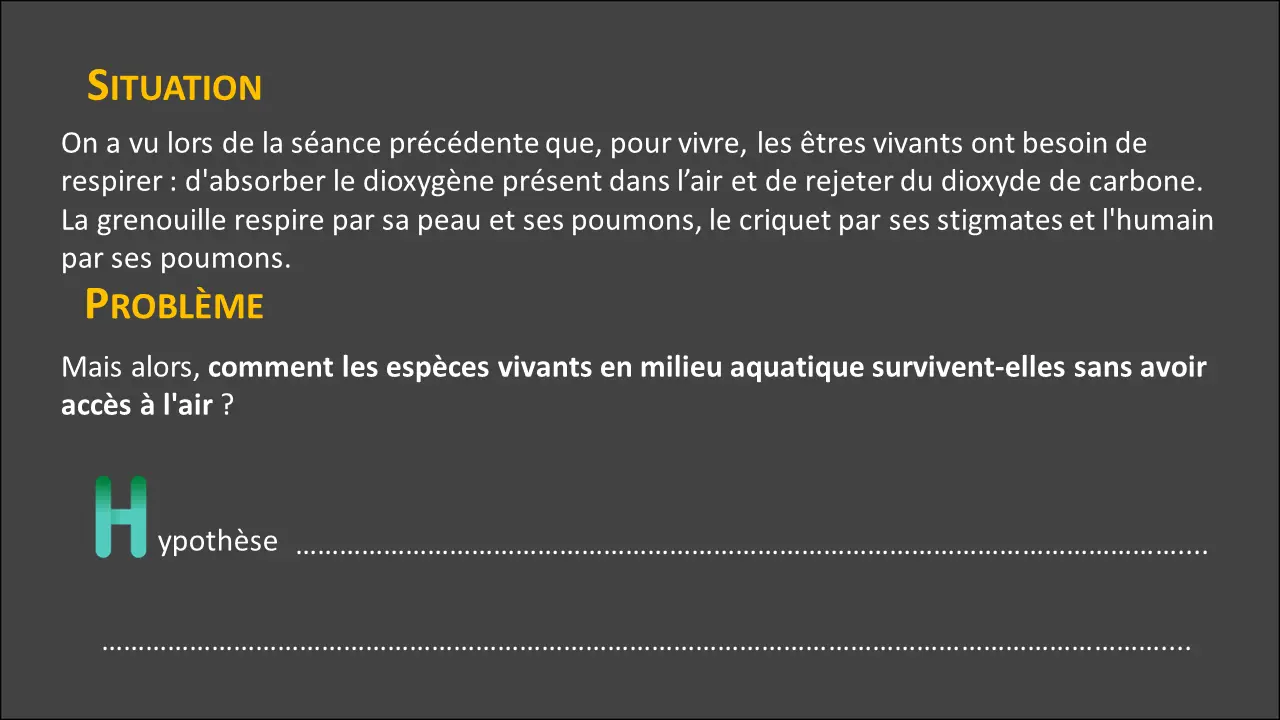 SITUATION
On a vu lors de la séance précédente que, pour vivre, les êtres vivants ont besoin de
respirer : d'absorber le dioxygène présent dans l’air et de rejeter du dioxyde de carbone.
La grenouille respire par sa peau et ses poumons, le criquet par ses stigmates et l'humain
par ses poumons.
PROBLÈME
Mais alors, comment les espèces vivants en milieu aquatique survivent-elles sans avoir
accès à l'air ?
Hypothèse ……………………………………………………………………………………………………………....
…………………………………………………………………………………………………………………………………....